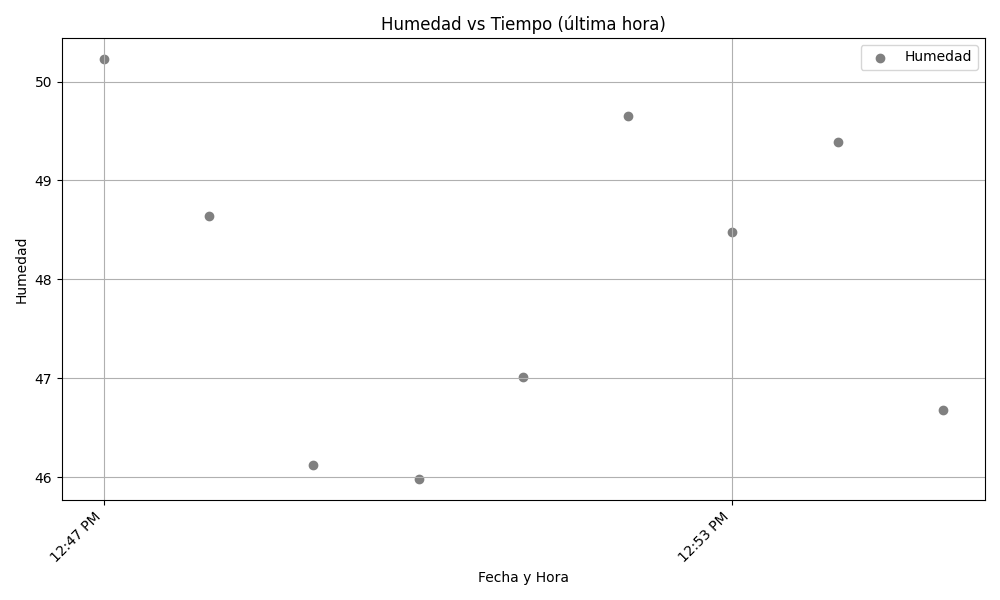 Humedad vs Tiempo (última hora)
Humedad
50
49
48
47
46
Humedad
12:47 PM
12:53 PM
Fecha y Hora